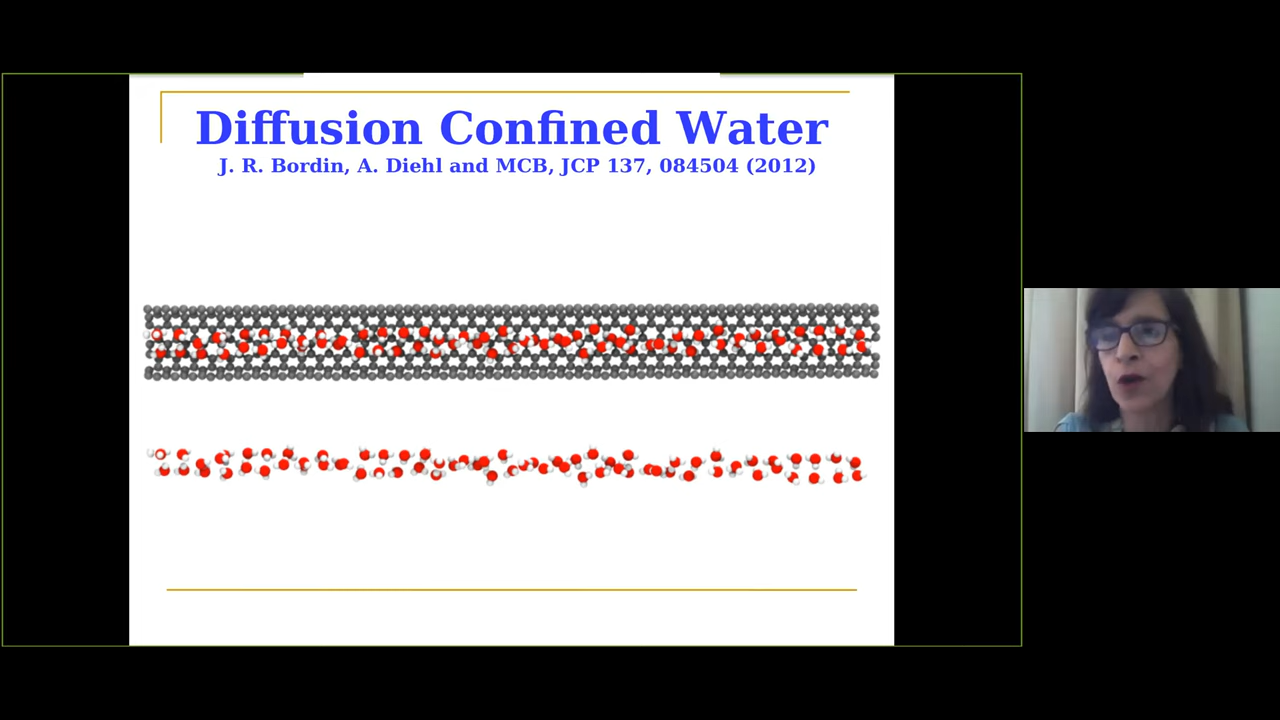 Diffusion Confined Water
J. R. Bordin, A. Diehl and MCB, JCP 137, 084504 (2012)